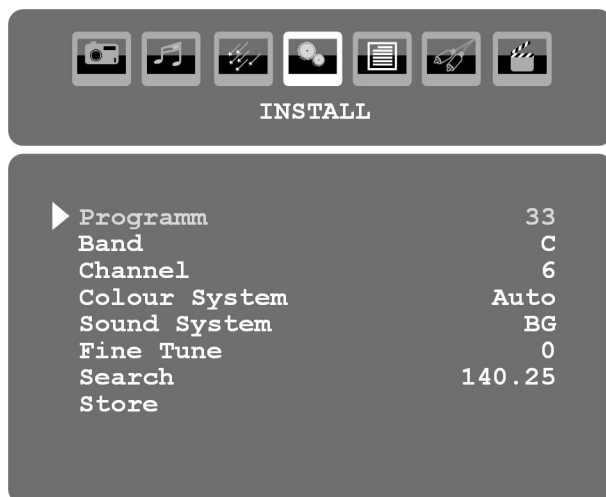 INSTALL
Programm 33
Band C
Channel 6
Colour System Auto
Sound System BG
Fine Tune 0
Search 140.25
Store